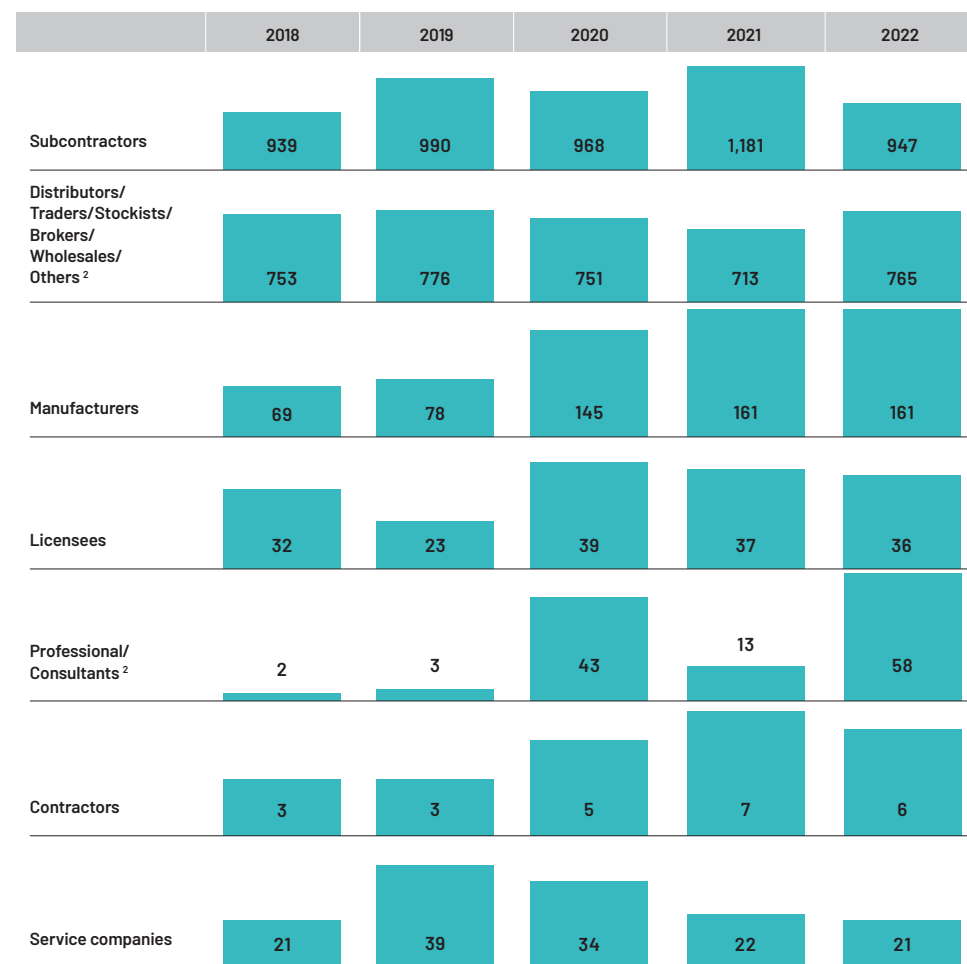 2018 2019 2020 2021 2022
Subcontractors 939 990 968 1,181 947
Distributors/
Traders/Stockists/
Brokers/
Wholesales/
Others ² 753 776 751 713 765
Manufacturers 69 78 145 161 161
Licensees 32 23 39 37 36
Professional/
Consultants ² 2 3 43 13 58
Contractors 3 3 5 7 6
Service companies 21 39 34 22 21